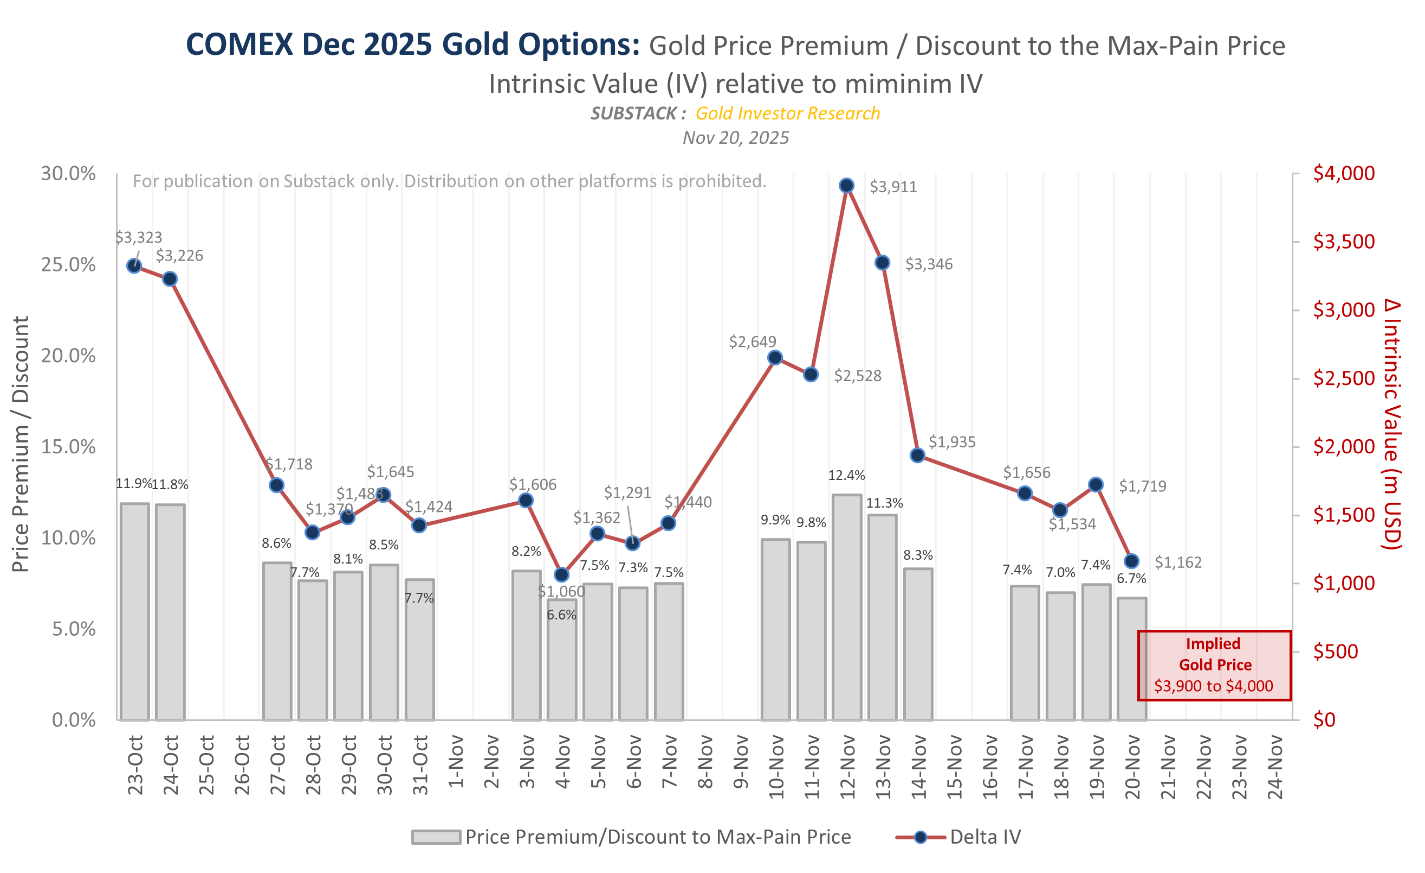 COMEX Dec 2025 Gold Options: Gold Price Premium / Discount to the Max-Pain Price
Intrinsic Value (IV) relative to miminim IV
SUBSTACK : Gold Investor Research
Nov 20, 2025
For publication on Substack only. Distribution on other platforms is prohibited.
Price Premium / Discount
30.0%
25.0%
20.0%
15.0%
10.0%
5.0%
0.0%
$4,000
$3,500
$3,000
$2,500
$2,000
$1,500
$1,000
$500
$0
Δ Intrinsic Value (m USD)
$3,323
$3,226
$1,718
$1,370
$1,645
$1,424
$1,606
$1,060
$1,362
$1,291
$1,440
$2,649
$2,528
$3,911
$3,346
$1,935
$1,656
$1,534
$1,719
$1,162
11.9%
11.8%
8.6%
7.7%
8.1%
8.5%
7.7%
8.2%
6.6%
7.5%
7.3%
7.5%
9.9%
9.8%
12.4%
11.3%
8.3%
7.4%
7.0%
7.4%
6.7%
Implied
Gold Price
$3,900 to $4,000
23-Oct
24-Oct
25-Oct
26-Oct
27-Oct
28-Oct
29-Oct
30-Oct
31-Oct
1-Nov
2-Nov
3-Nov
4-Nov
5-Nov
6-Nov
7-Nov
8-Nov
9-Nov
10-Nov
11-Nov
12-Nov
13-Nov
14-Nov
15-Nov
16-Nov
17-Nov
18-Nov
19-Nov
20-Nov
21-Nov
22-Nov
23-Nov
24-Nov
Price Premium/Discount to Max-Pain Price
Delta IV